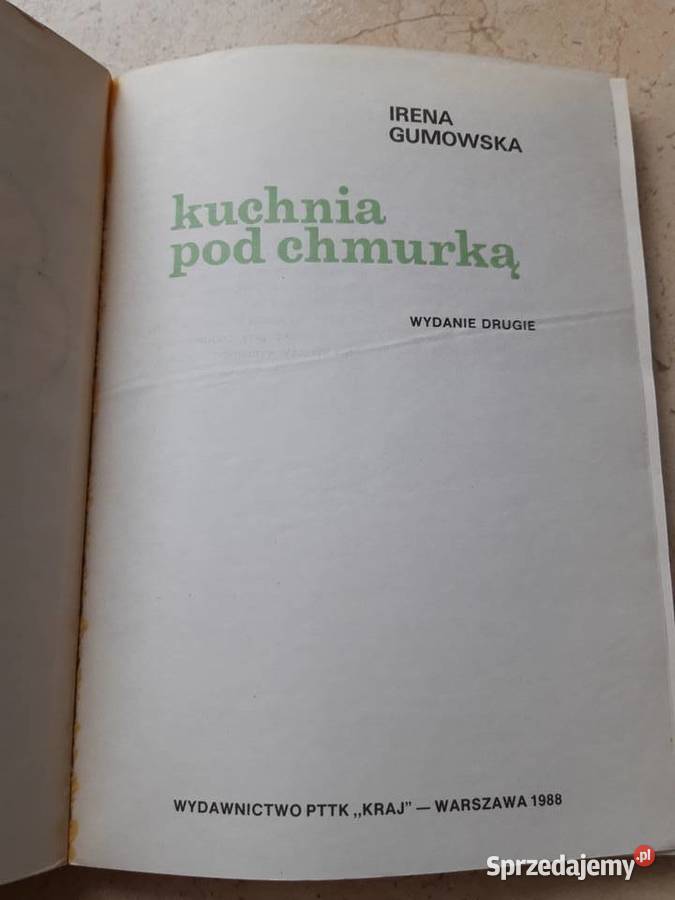 IRENA
GUMOWSKA
kuchnia
pod chmurką
WYDANIE DRUGIE
WYDAWNICTWO PTTK „KRAJ” — WARSZAWA 1988
Sprzedajemy.pl